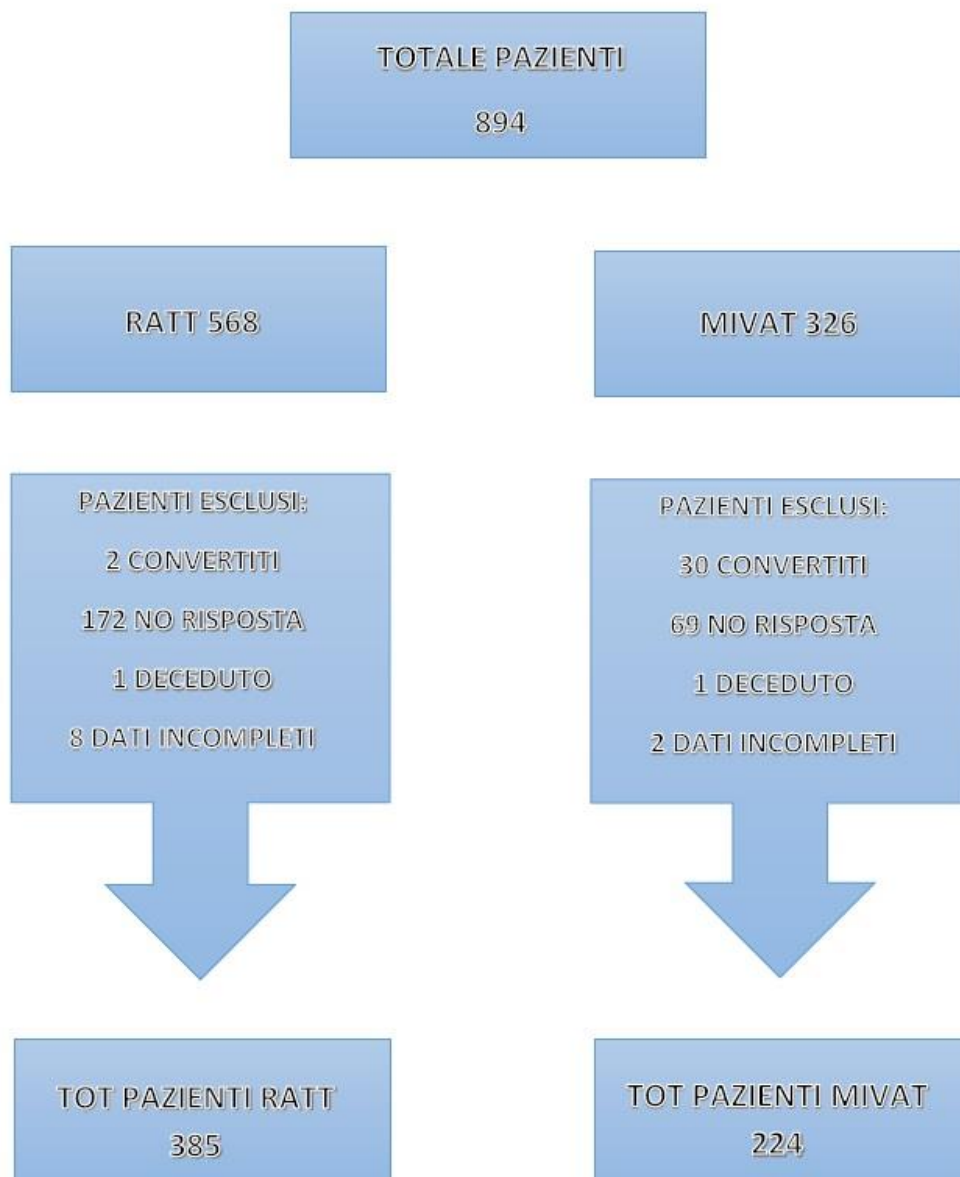 TOTALE PAZIENTI
894
RATT 568
MIVAT 326
PAZIENTI ESCLUSI:
2 CONVERTITI
172 NO RISPOSTA
1 DECEDUTO
8 DATI INCOMPLETI
PAZIENTI ESCLUSI:
30 CONVERTITI
69 NO RISPOSTA
1 DECEDUTO
2 DATI INCOMPLETI
TOT PAZIENTI RATT
385
TOT PAZIENTI MIVAT
224